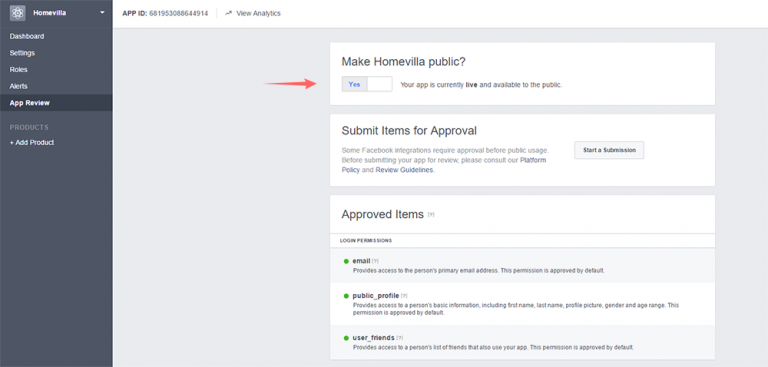 Homevilla
APP ID: 681953088644914
View Analytics
Dashboard
Settings
Roles
Alerts
App Review
PRODUCTS
+ Add Product
Make Homevilla public?
Yes
Your app is currently live and available to the public.
Submit Items for Approval
Some Facebook integrations require approval before public usage.
Before submitting your app for review, please consult our Platform
Policy and Review Guidelines.
Start a Submission
Approved Items [?]
LOGIN PERMISSIONS
email [?]
Provides access to the person's primary email address. This permission is approved by default.
public_profile [?]
Provides access to a person's basic information, including first name, last name, profile picture, gender and age range. This
permission is approved by default.
user_friends [?]
Provides access to a person's list of friends that also use your app. This permission is approved by default.